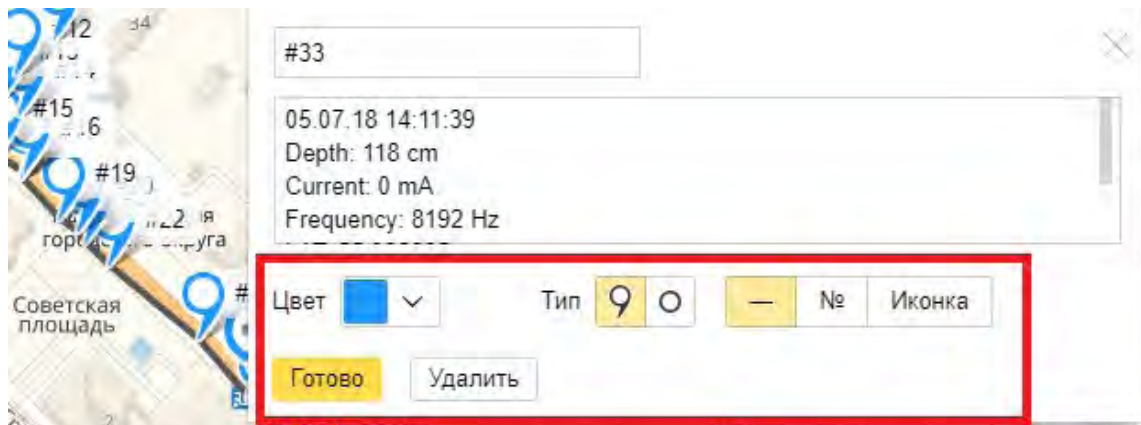 #12
34
#15
#19
Советская
площадь
#33
05.07.18 14:11:39
Depth: 118 cm
Current: 0 mA
Frequency: 8192 Hz
Цвет
Тип
— № Иконка
Готово Удалить